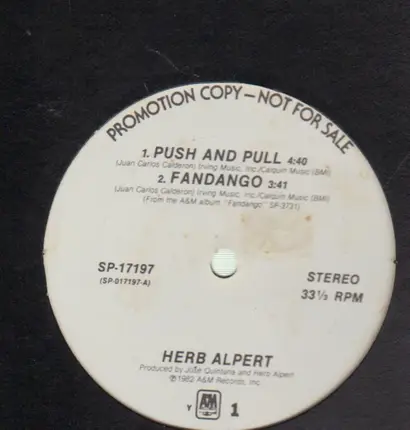 PROMOTION COPY — NOT FOR SALE
1. PUSH AND PULL 4:40
(Juan Carlos Calderon) Irving Music, Inc./Calquin Music (BMI)
2. FANDANGO 3:41
(Juan Carlos Calderon) Irving Music, Inc./Calquin Music (BMI)
(From the A&M album "Fandango" SP-3731)
SP-17197
(SP-017197-A)
STEREO
33⅓ RPM
HERB ALPERT
Produced by Jose Quintana and Herb Alpert
℗1982 A&M Records, Inc.
Y A&M 1